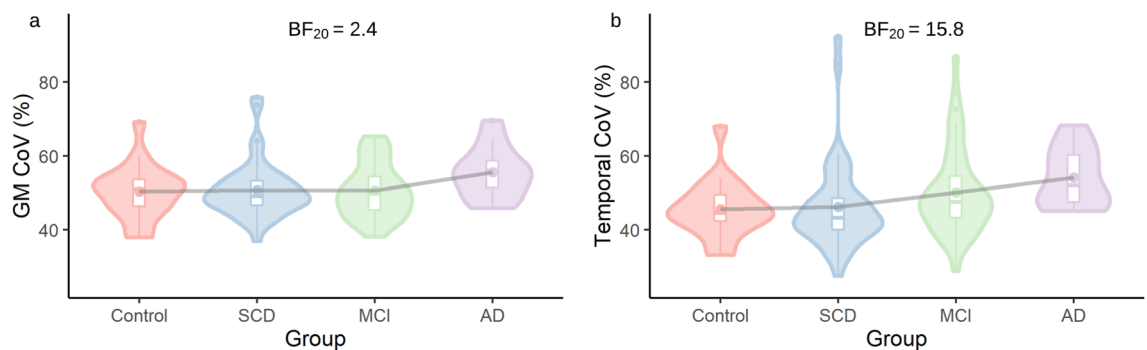 a
BF₂₀ = 2.4
GM CoV (%)
80
60
40
Control SCD MCI AD
Group
b
BF₂₀ = 15.8
Temporal CoV (%)
80
60
40
Control SCD MCI AD
Group